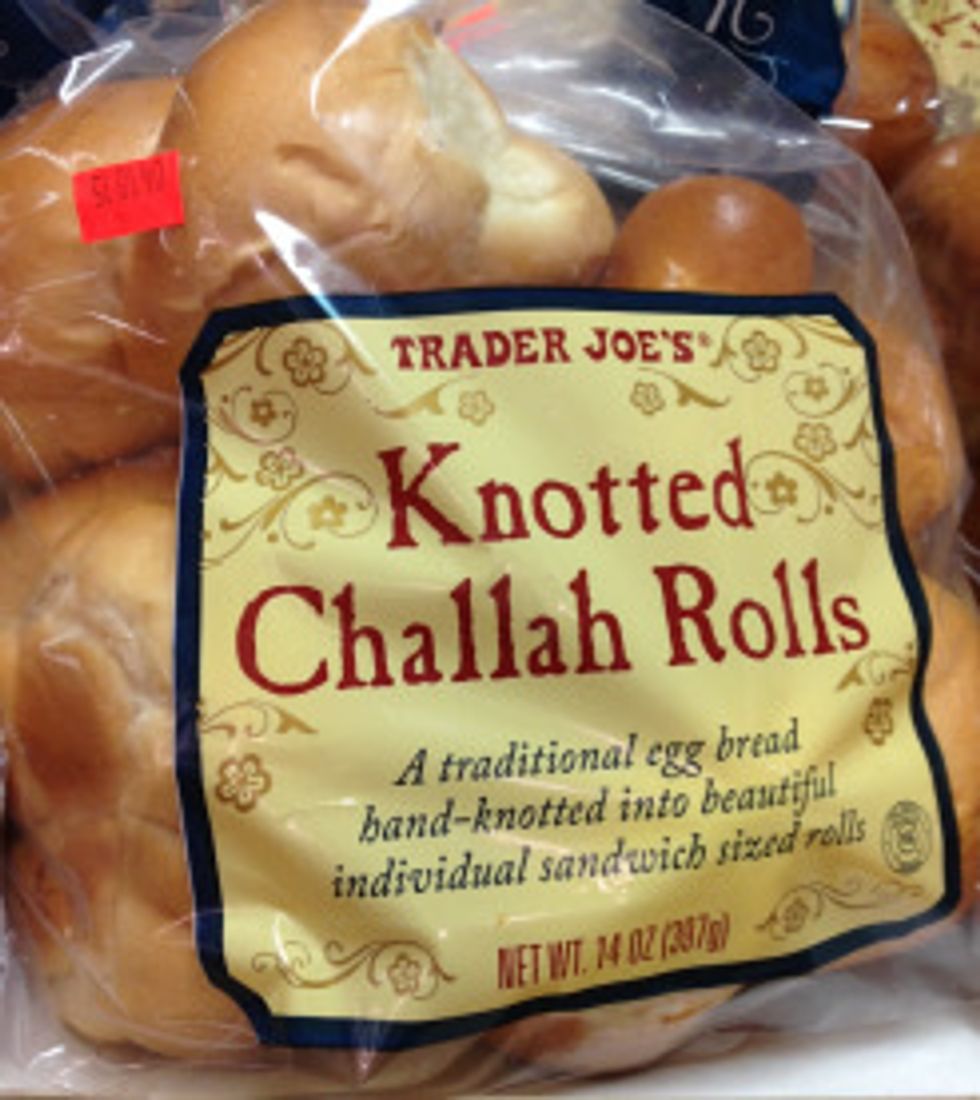 TRADER JOE'S®
Knotted
Challah Rolls
A traditional egg bread
hand-knotted into beautiful
individual sandwich sized rolls
NET WT. 14 OZ (397g)